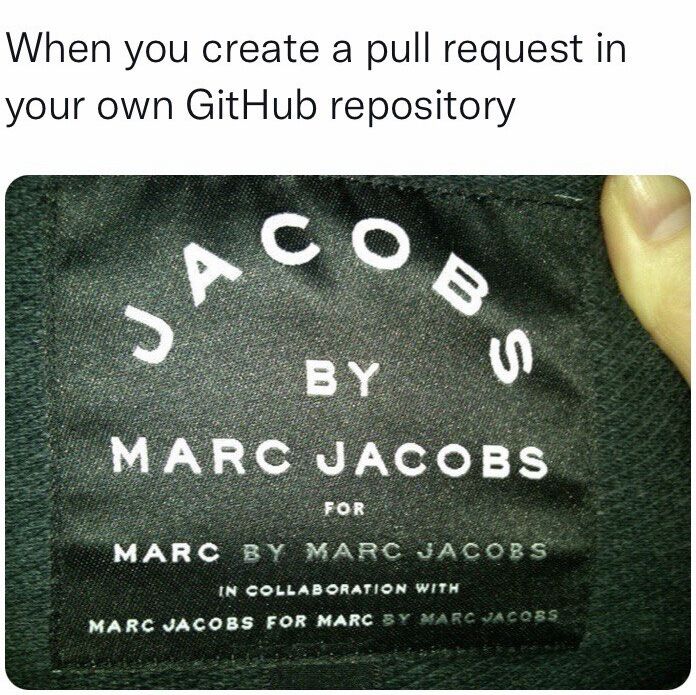 When you create a pull request in
your own GitHub repository
JACOBS
BY
MARC JACOBS
FOR
MARC BY MARC JACOBS
IN COLLABORATION WITH
MARC JACOBS FOR MARC BY MARC JACOBS